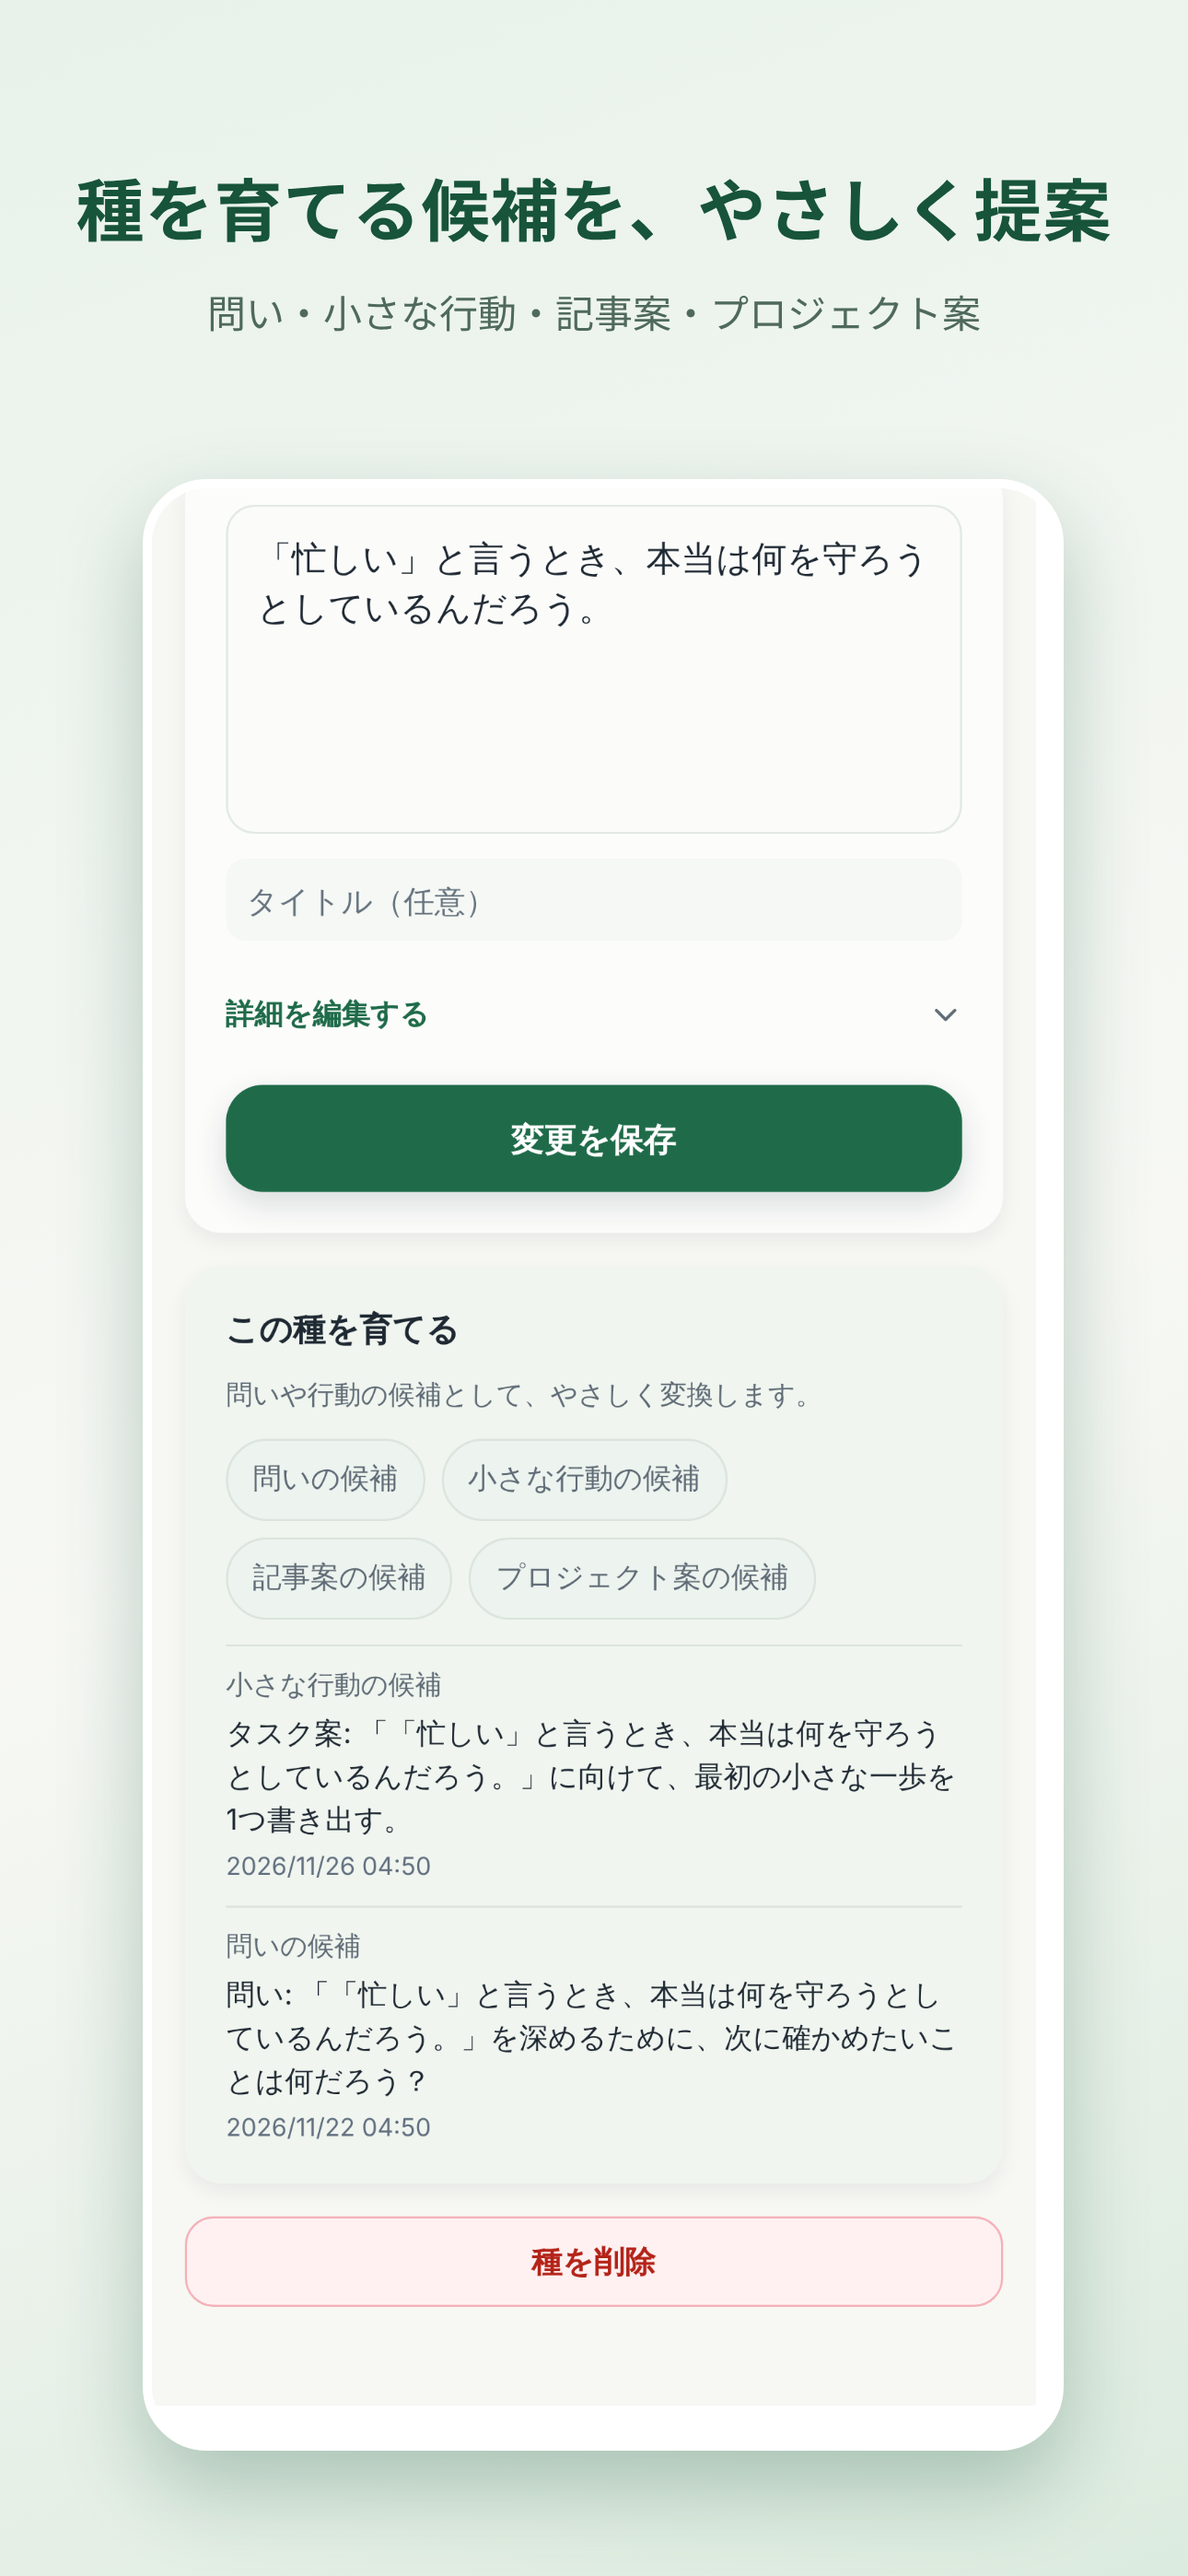 種を育てる候補を、やさしく提案
問い・小さな行動・記事案・プロジェクト案
「忙しい」と言うとき、本当は何を守ろう
としているんだろう。
タイトル（任意）
詳細を編集する
変更を保存
この種を育てる
問いや行動の候補として、やさしく変換します。
問いの候補
小さな行動の候補
記事案の候補
プロジェクト案の候補
小さな行動の候補
タスク案: 「「忙しい」と言うとき、本当は何を守ろう
としているんだろう。」に向けて、最初の小さな一歩を
1つ書き出す。
2026/11/26 04:50
問いの候補
問い: 「「忙しい」と言うとき、本当は何を守ろうとし
ているんだろう。」を深めるために、次に確かめたいこ
とは何だろう？
2026/11/22 04:50
種を削除